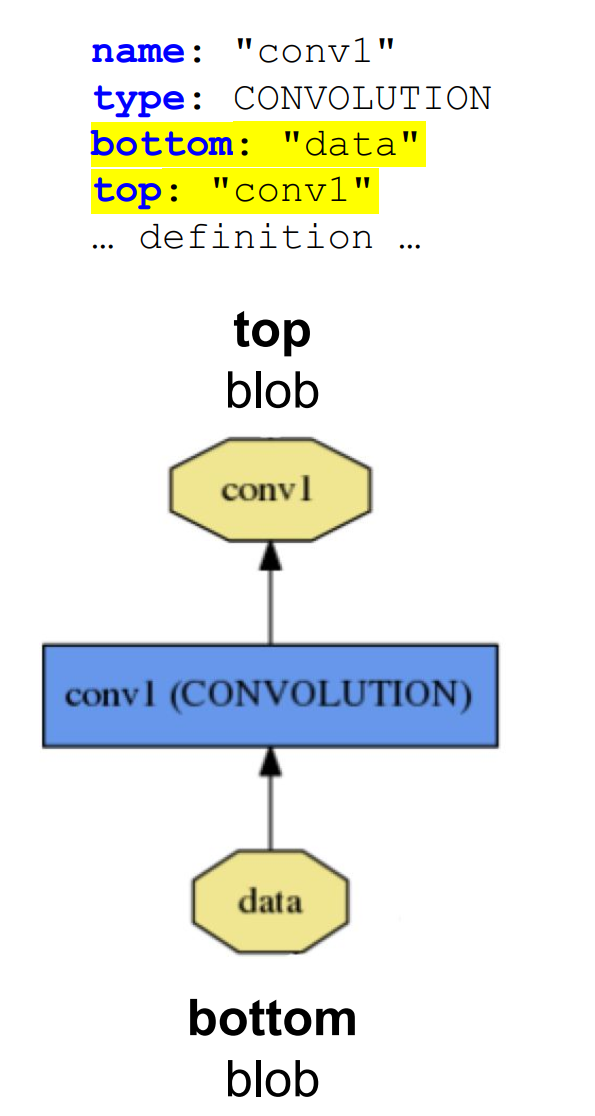 name: "conv1"
type: CONVOLUTION
bottom: "data"
top: "conv1"
… definition …
top
blob
conv1
conv1 (CONVOLUTION)
data
bottom
blob